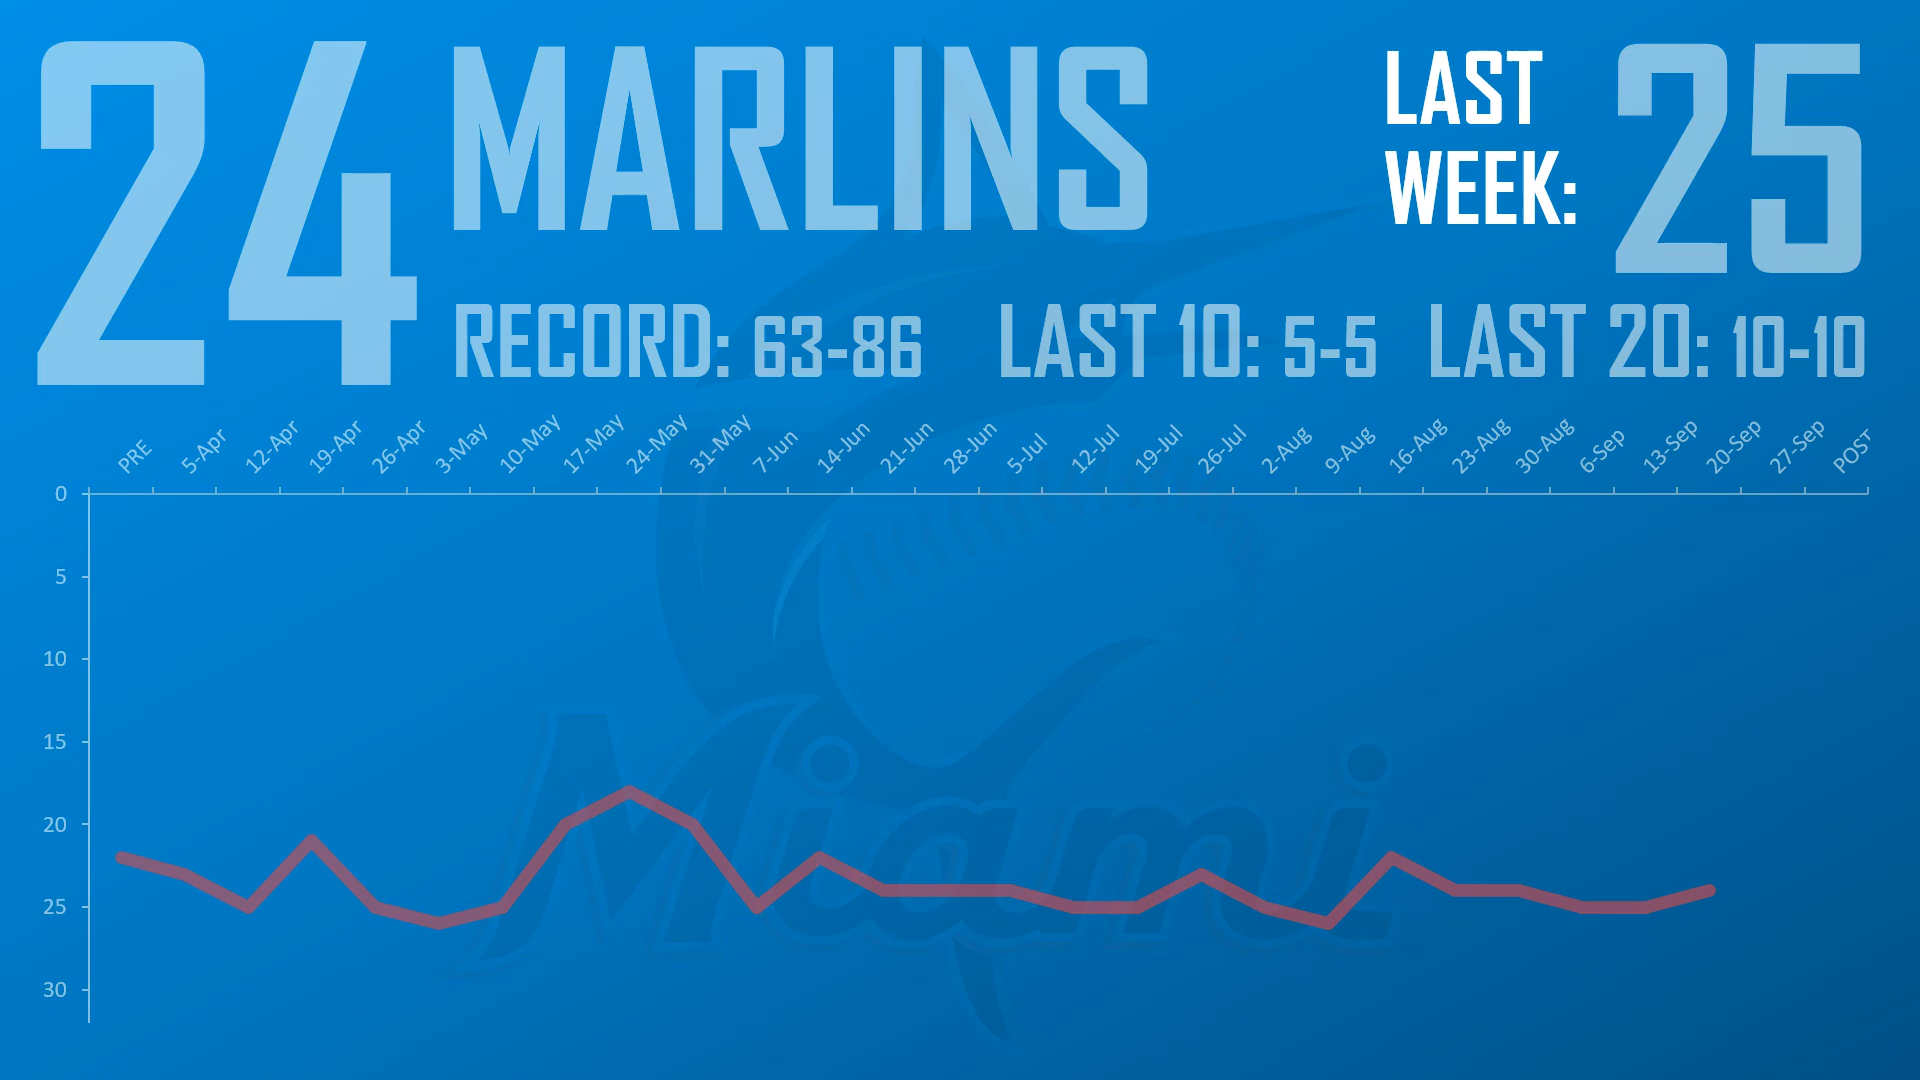 24
MARLINS
LAST
WEEK:
25
RECORD: 63-86
LAST 10: 5-5
LAST 20: 10-10
PRE 5-Apr 12-Apr 19-Apr 26-Apr 3-May 10-May 17-May 24-May 31-May 7-Jun 14-Jun 21-Jun 28-Jun 5-Jul 12-Jul 19-Jul 26-Jul 2-Aug 9-Aug 16-Aug 23-Aug 30-Aug 6-Sep 13-Sep 20-Sep 27-Sep POST
0
5
10
15
20
25
30
Miami